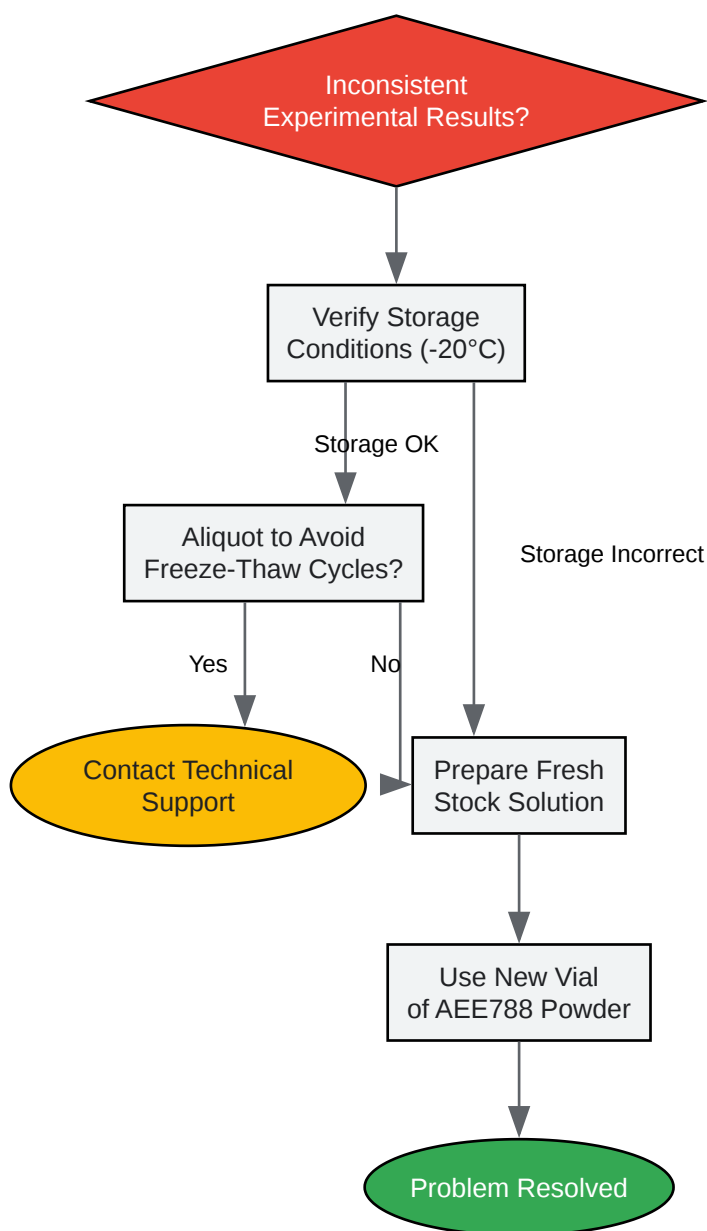 Inconsistent
Experimental Results?
Verify Storage
Conditions (-20°C)
Storage OK
Aliquot to Avoid
Freeze-Thaw Cycles?
Storage Incorrect
Yes
No
Contact Technical
Support
Prepare Fresh
Stock Solution
Use New Vial
of AEE788 Powder
Problem Resolved